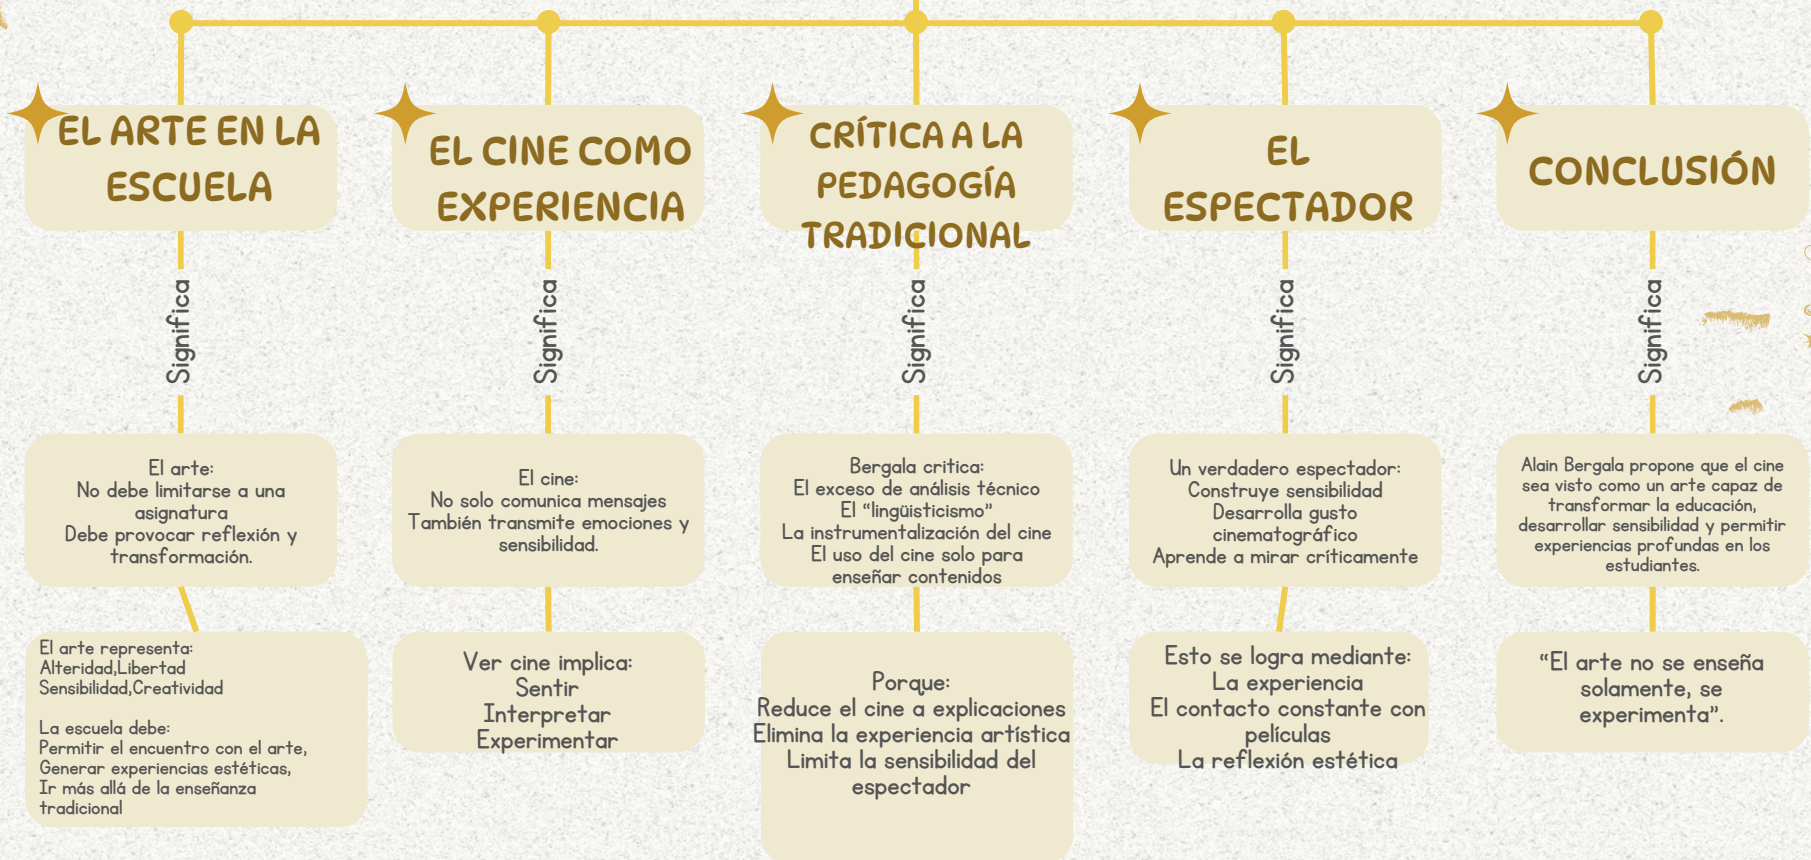 EL ARTE EN LA
ESCUELA
Significa
El arte:
No debe limitarse a una
asignatura
Debe provocar reflexión y
transformación.
El arte representa:
Alteridad,Libertad
Sensibilidad,Creatividad
La escuela debe:
Permitir el encuentro con el arte,
Generar experiencias estéticas,
Ir más allá de la enseñanza
tradicional
EL CINE COMO
EXPERIENCIA
Significa
El cine:
No solo comunica mensajes
También transmite emociones y
sensibilidad.
Ver cine implica:
Sentir
Interpretar
Experimentar
CRÍTICA A LA
PEDAGOGÍA
TRADICIONAL
Significa
Bergala critica:
El exceso de análisis técnico
El “lingüisticismo”
La instrumentalización del cine
El uso del cine solo para
enseñar contenidos
Porque:
Reduce el cine a explicaciones
Elimina la experiencia artística
Limita la sensibilidad del
espectador
EL
ESPECTADOR
Significa
Un verdadero espectador:
Construye sensibilidad
Desarrolla gusto
cinematográfico
Aprende a mirar críticamente
Esto se logra mediante:
La experiencia
El contacto constante con
películas
La reflexión estética
CONCLUSIÓN
Significa
Alain Bergala propone que el cine
sea visto como un arte capaz de
transformar la educación,
desarrollar sensibilidad y permitir
experiencias profundas en los
estudiantes.
“El arte no se enseña
solamente, se
experimenta”.